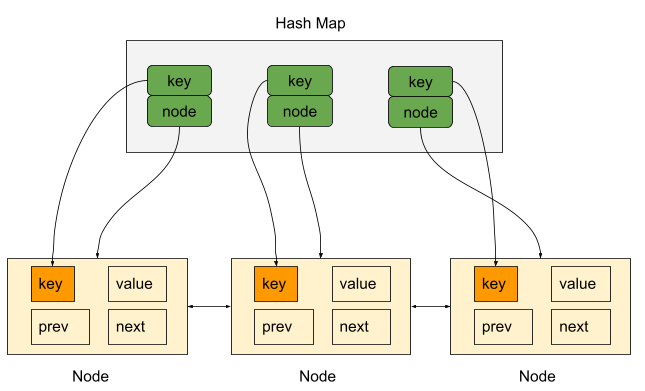 Hash Map
key key key
node node node
key value key value key value
prev next prev next prev next
Node Node Node